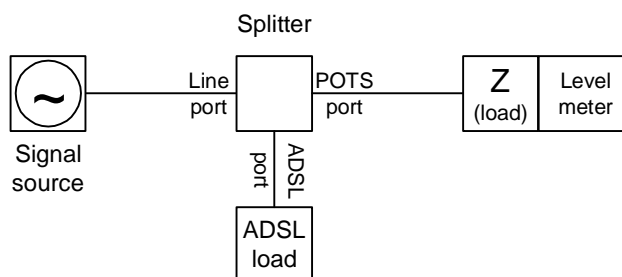 Splitter
~
Signal
source
Line
port
POTS
port
ADSL
port
Z
(load)
Level
meter
ADSL
load